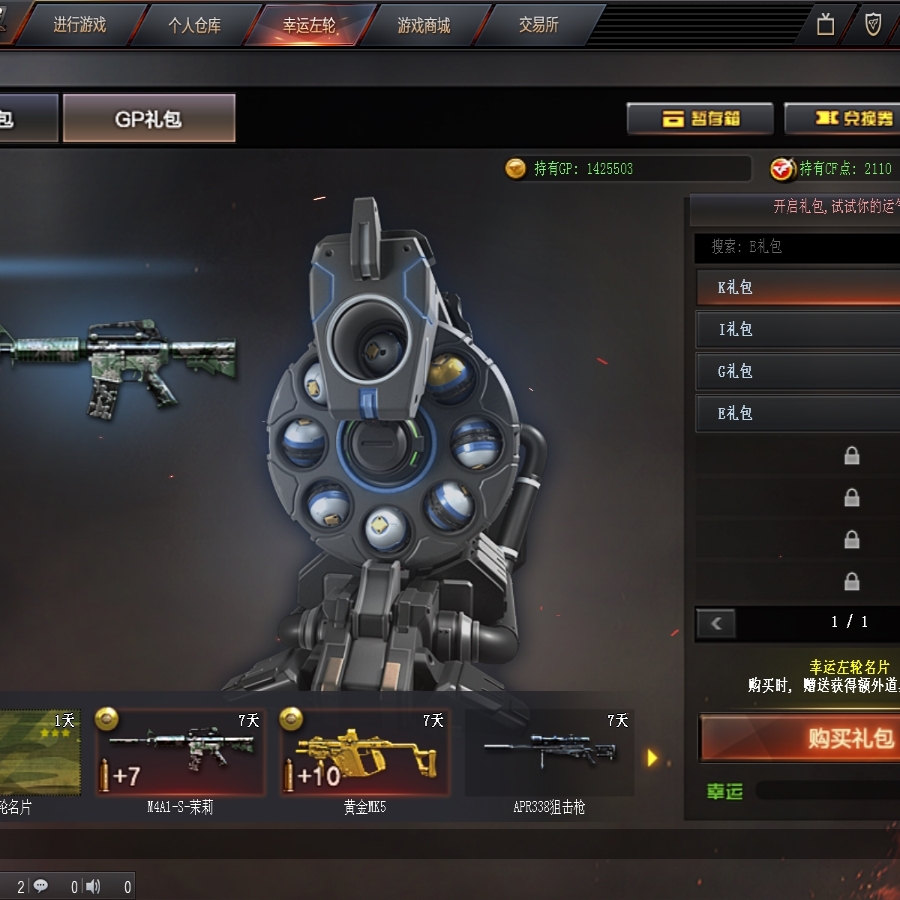 进行游戏
个人仓库
幸运左轮
游戏商城
交易所
包
GP礼包
暂存箱
兑换券
持有GP: 1425503
持有CF点: 2110
开启礼包,试试你的运气
搜索: E礼包
K礼包
I礼包
G礼包
E礼包
1 / 1
幸运左轮名片
购买时, 赠送获得额外道
购买礼包
幸运
1天
7天
7天
7天
+7
+10
轮名片
M4A1-S-茉莉
黄金MK5
APR338狙击枪
2
0
0